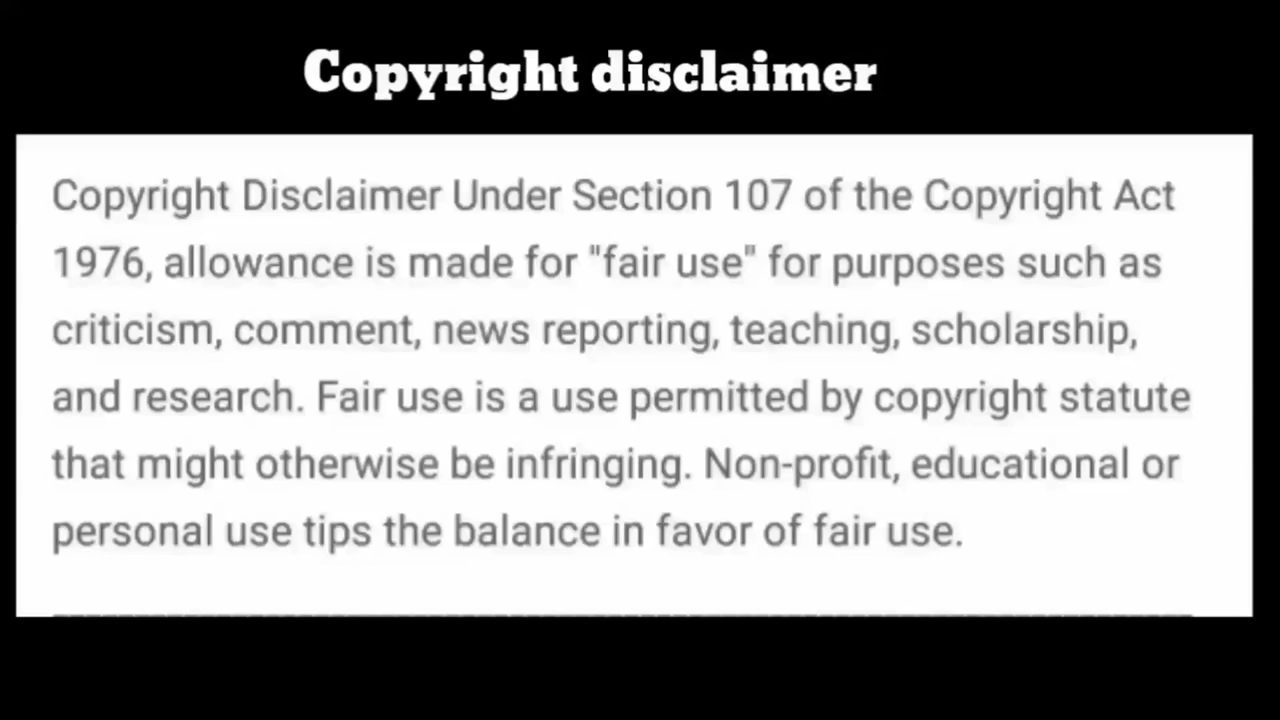 Copyright disclaimer
Copyright Disclaimer Under Section 107 of the Copyright Act
1976, allowance is made for "fair use" for purposes such as
criticism, comment, news reporting, teaching, scholarship,
and research. Fair use is a use permitted by copyright statute
that might otherwise be infringing. Non-profit, educational or
personal use tips the balance in favor of fair use.